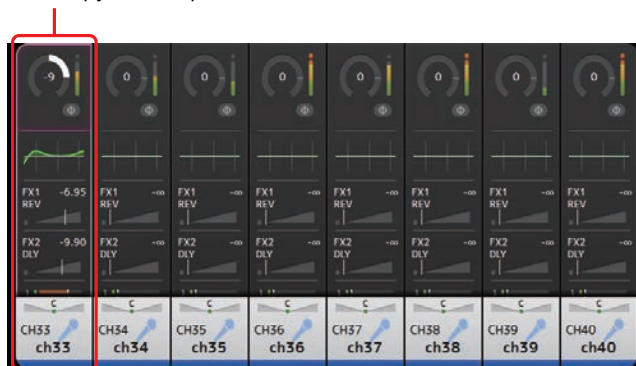 -9 0 0 0 0 0 0 0
Φ Φ Φ Φ Φ Φ Φ Φ
FX1 -6.95 FX1 -∞ FX1 -∞ FX1 -∞ FX1 -∞ FX1 -∞ FX1 -∞ FX1 -∞
REV REV REV REV REV REV REV REV
FX2 -9.90 FX2 -∞ FX2 -∞ FX2 -∞ FX2 -∞ FX2 -∞ FX2 -∞ FX2 -∞
DLY DLY DLY DLY DLY DLY DLY DLY
C C C C C C C C
CH33 CH34 CH35 CH36 CH37 CH38 CH39 CH40
ch33 ch34 ch35 ch36 ch37 ch38 ch39 ch40